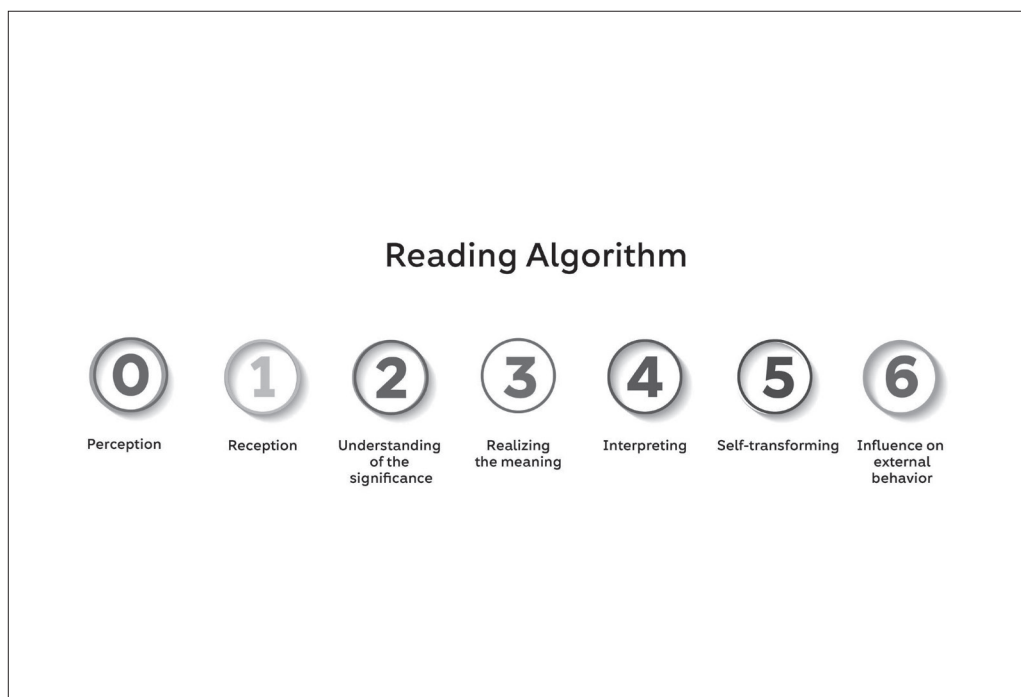 Reading Algorithm
0
1
2
3
4
5
6
Perception
Reception
Understanding
of the
significance
Realizing
the meaning
Interpreting
Self-transforming
Influence on
external
behavior